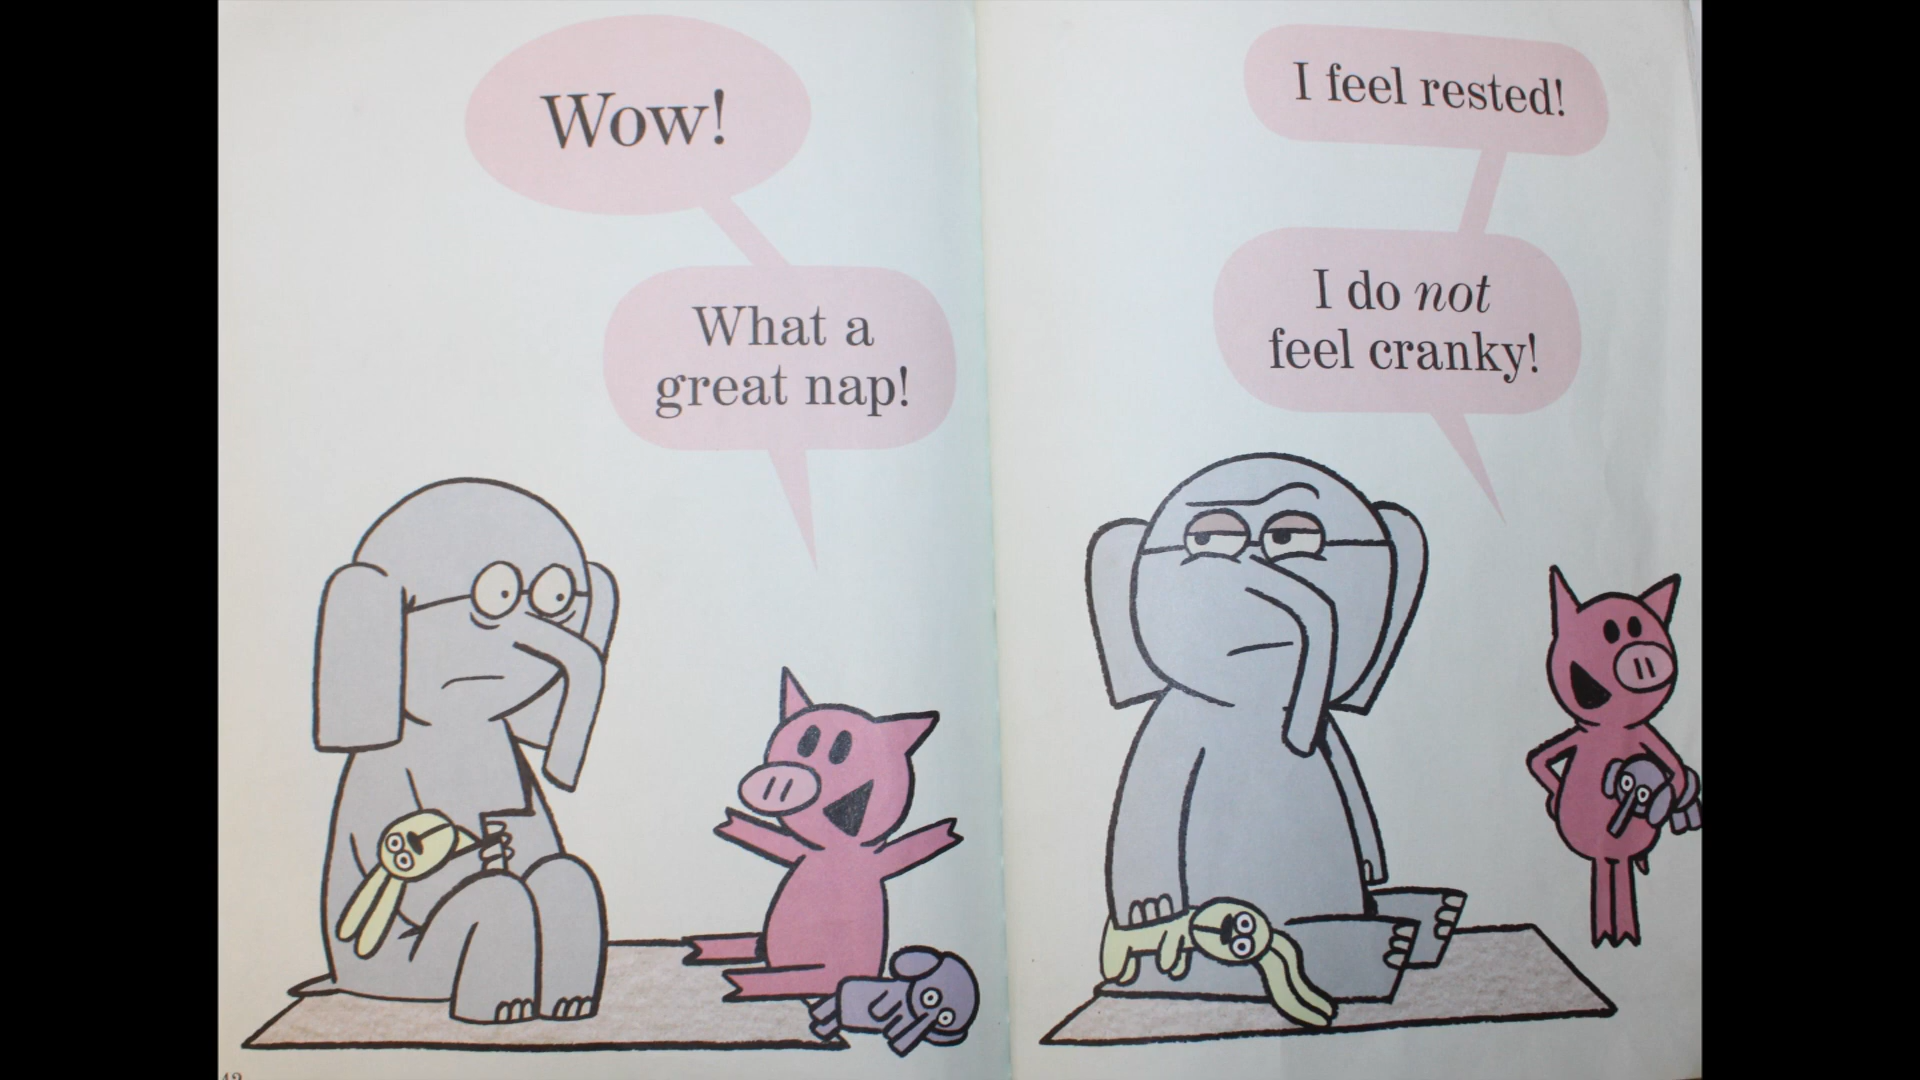 Wow!
What a
great nap!
I feel rested!
I do not
feel cranky!